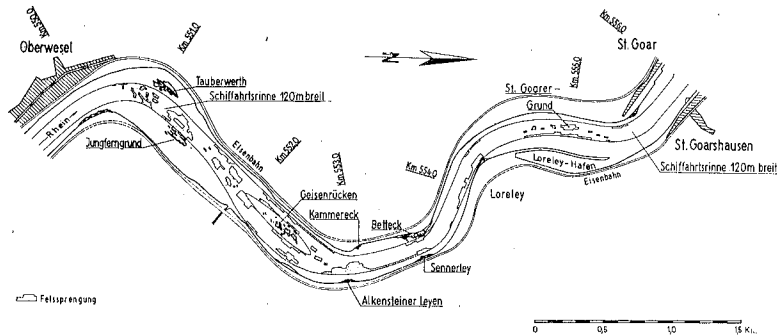 Km 550,0
Oberwesel
Km 551,0
Tauberwerth
Schiffahrtsrinne 120m breit
Rhein
Jungferngrund
Eisenbahn
Km 552,0
Km 553,0
Geisenrücken
Kammereck
Betteck
Km 554,0
N
Km 555,0
Km 556,0
St. Goar
St. Goarer
Grund
St. Goarshausen
Schiffahrtsrinne 120m breit
Loreley-Hafen
Eisenbahn
Loreley
Sennerley
Alkensteiner Leyen
Felssprengung
0 0,5 1,0 1,5 Km